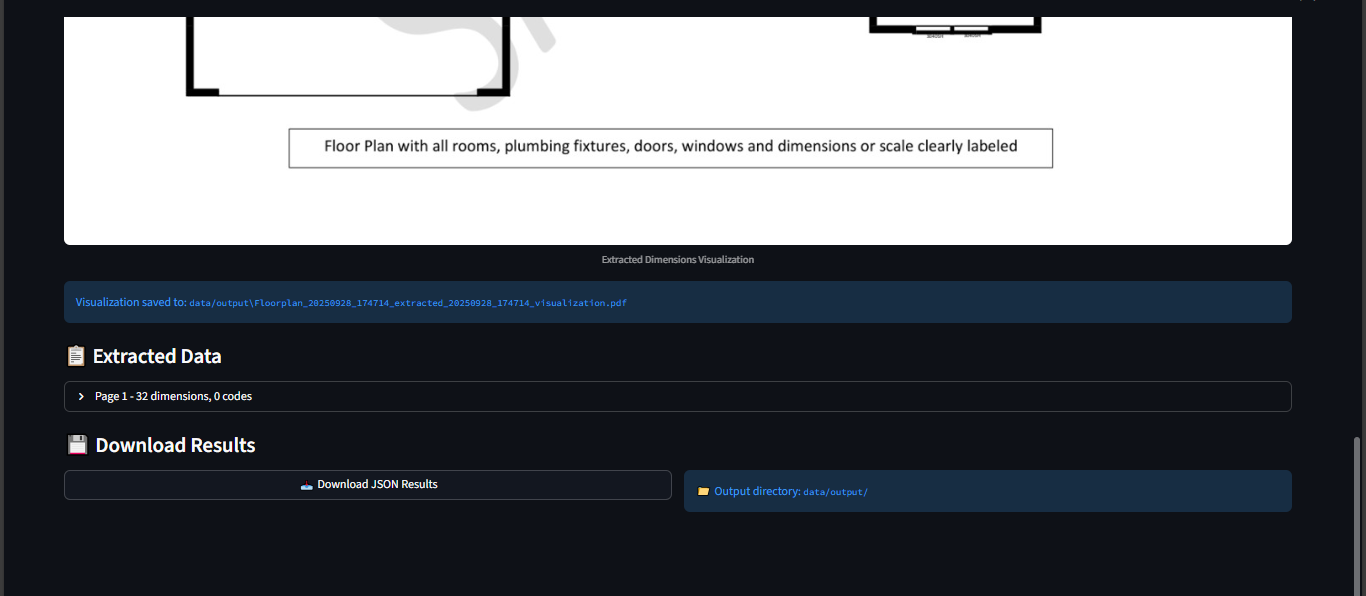 Floor Plan with all rooms, plumbing fixtures, doors, windows and dimensions or scale clearly labeled
Extracted Dimensions Visualization
Visualization saved to: data/output\Floorplan_20250928_174714_extracted_20250928_174714_visualization.pdf
Extracted Data
Page 1 - 32 dimensions, 0 codes
Download Results
Download JSON Results
Output directory: data/output/